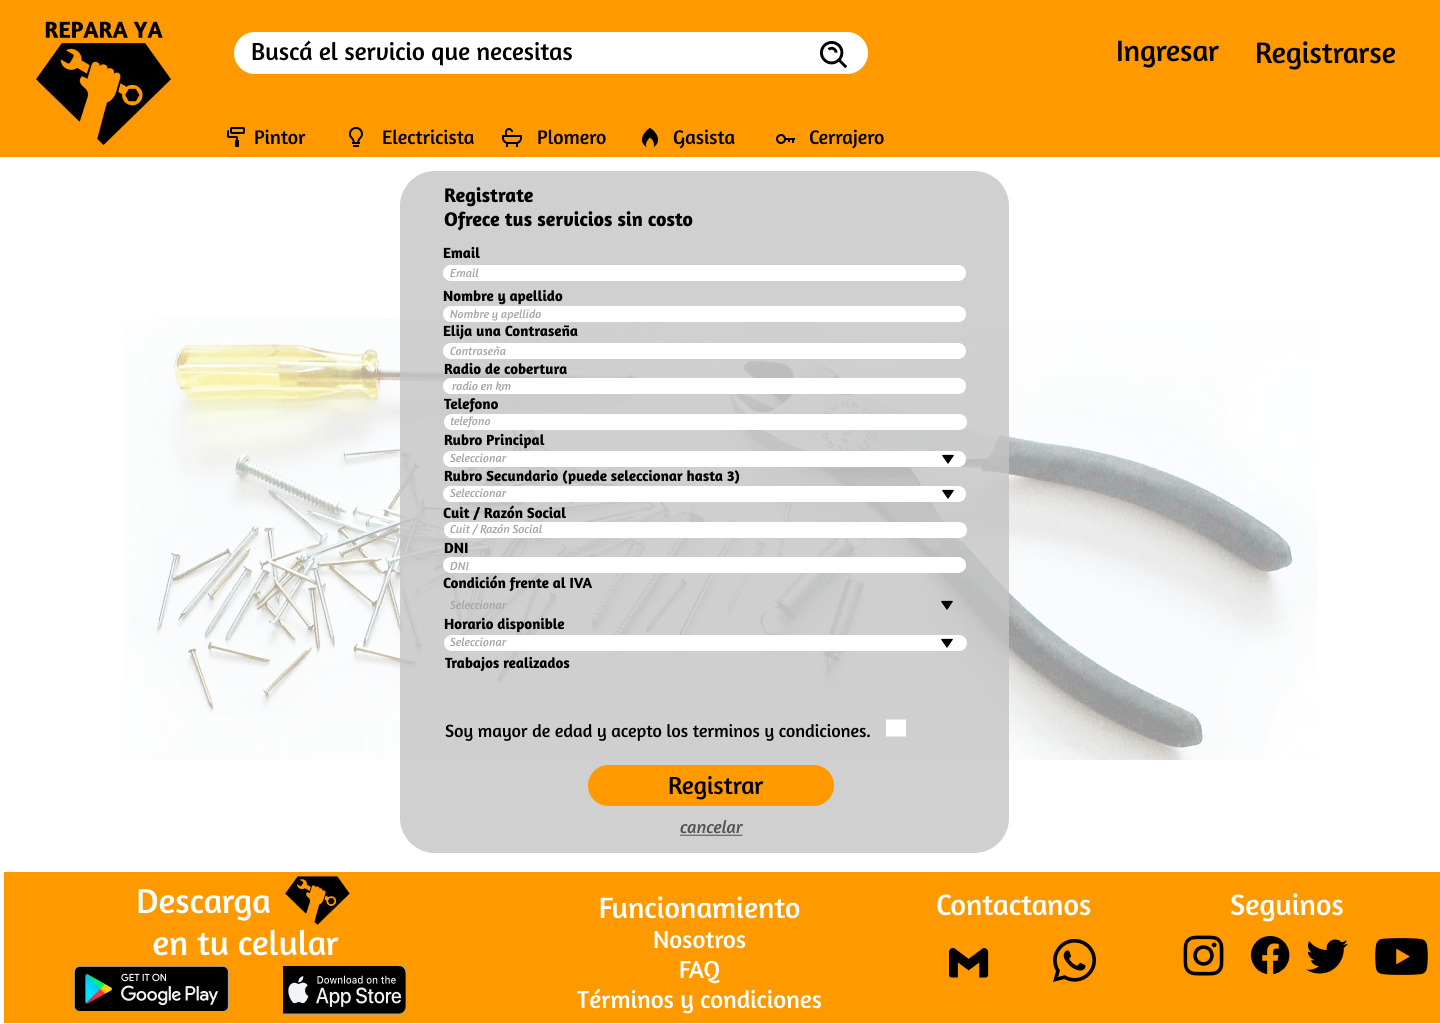 REPARA YA
Buscá el servicio que necesitas
Ingresar
Registrarse
Pintor
Electricista
Plomero
Gasista
Cerrajero
Registrate
Ofrece tus servicios sin costo
Email
Email
Nombre y apellido
Nombre y apellido
Elija una Contraseña
Contraseña
Radio de cobertura
radio en km
Telefono
telefono
Rubro Principal
Seleccionar
Rubro Secundario (puede seleccionar hasta 3)
Seleccionar
Cuit / Razón Social
Cuit / Razón Social
DNI
DNI
Condición frente al IVA
Seleccionar
Horario disponible
Seleccionar
Trabajos realizados
Soy mayor de edad y acepto los terminos y condiciones.
Registrar
cancelar
Descarga
en tu celular
GET IT ON
Google Play
Download on the
App Store
Funcionamiento
Nosotros
FAQ
Términos y condiciones
Contactanos
Seguinos